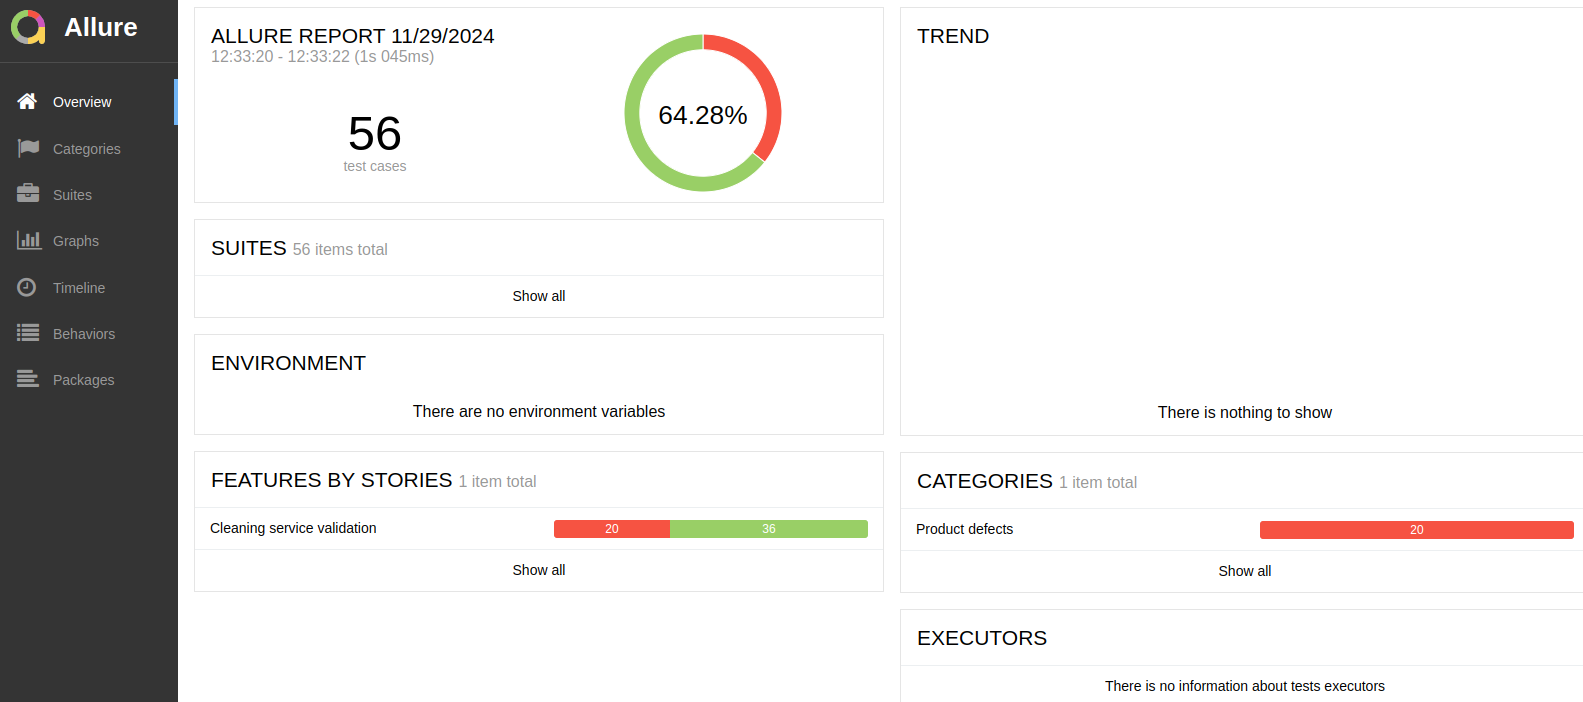 Allure
Overview
Categories
Suites
Graphs
Timeline
Behaviors
Packages
ALLURE REPORT 11/29/2024
12:33:20 - 12:33:22 (1s 045ms)
56
test cases
64.28%
SUITES 56 items total
Show all
ENVIRONMENT
There are no environment variables
FEATURES BY STORIES 1 item total
Cleaning service validation 20 36
Show all
TREND
There is nothing to show
CATEGORIES 1 item total
Product defects 20
Show all
EXECUTORS
There is no information about tests executors